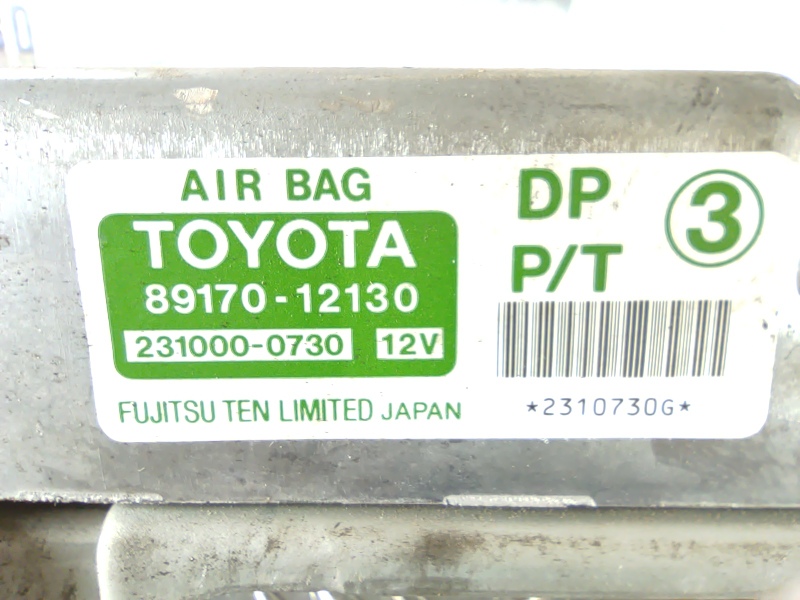 AIR BAG
TOYOTA
89170-12130
231000-0730 12V
FUJITSU TEN LIMITED JAPAN
DP
P/T
3
*2310730G*